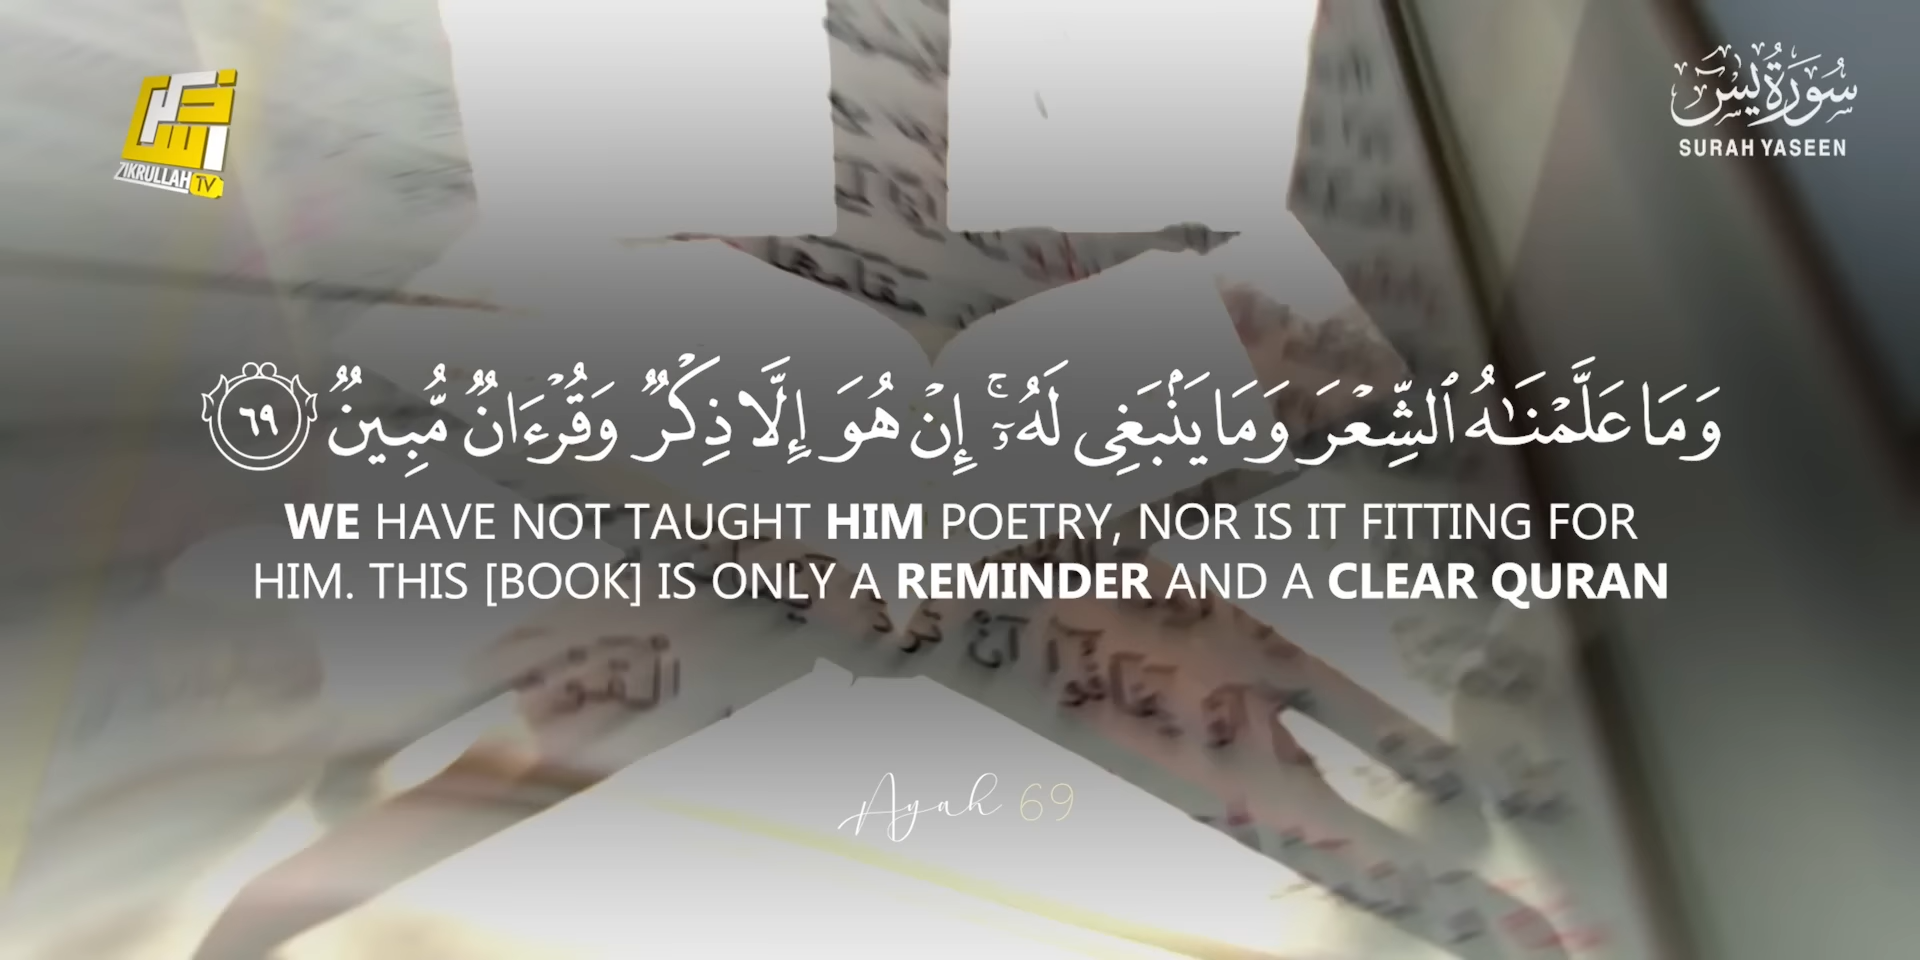 ZIKRULLAH TV
سُورَةُ يسٓ
SURAH YASEEN
وَمَا عَلَّمْنَـٰهُ ٱلشِّعْرَ وَمَا يَنۢبَغِى لَهُۥٓ ۚ إِنْ هُوَ إِلَّا ذِكْرٌ وَقُرْءَانٌ مُّبِينٌ ٦٩
WE HAVE NOT TAUGHT HIM POETRY, NOR IS IT FITTING FOR
HIM. THIS [BOOK] IS ONLY A REMINDER AND A CLEAR QURAN
Ayah 69